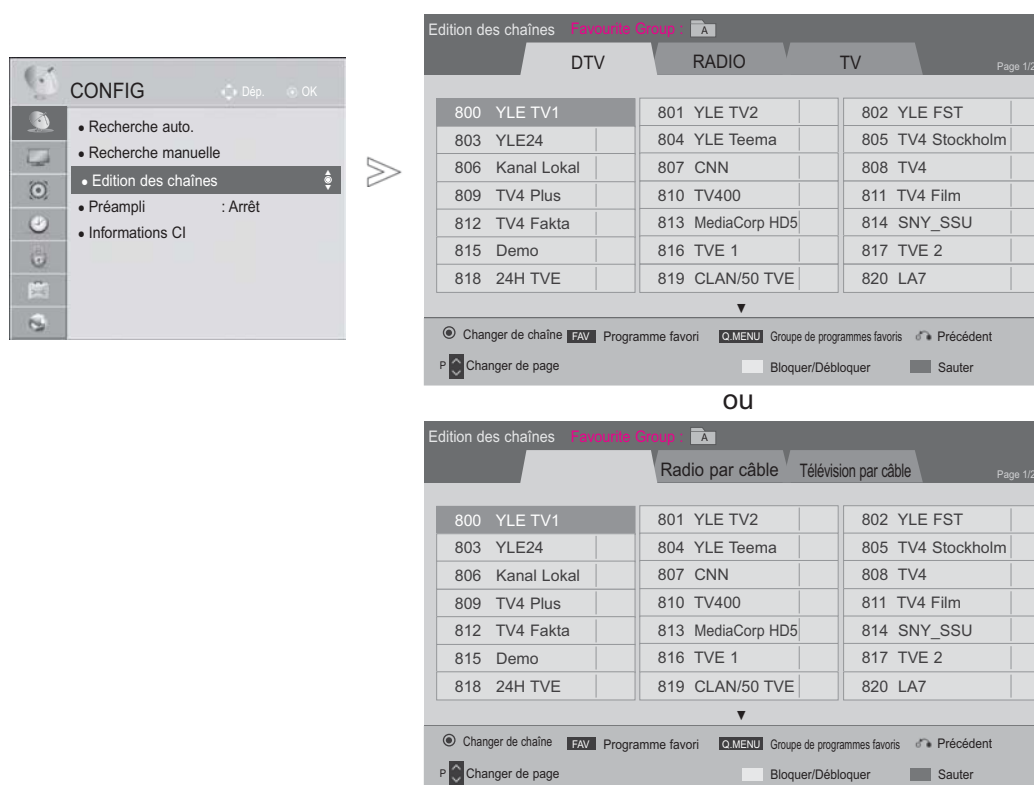 CONFIG
Dép. OK
• Recherche auto.
• Recherche manuelle
• Edition des chaînes
• Préampli : Arrêt
• Informations CI
Edition des chaînes Favourite Group : A
DTV RADIO TV Page 1/2
800 YLE TV1 801 YLE TV2 802 YLE FST
803 YLE24 804 YLE Teema 805 TV4 Stockholm
806 Kanal Lokal 807 CNN 808 TV4
809 TV4 Plus 810 TV400 811 TV4 Film
812 TV4 Fakta 813 MediaCorp HD5 814 SNY_SSU
815 Demo 816 TVE 1 817 TVE 2
818 24H TVE 819 CLAN/50 TVE 820 LA7
Changer de chaîne FAV Programme favori Q.MENU Groupe de programmes favoris Précédent
P Changer de page Bloquer/Débloquer Sauter
ou
Edition des chaînes Favourite Group : A
Radio par câble Télévision par câble Page 1/2
800 YLE TV1 801 YLE TV2 802 YLE FST
803 YLE24 804 YLE Teema 805 TV4 Stockholm
806 Kanal Lokal 807 CNN 808 TV4
809 TV4 Plus 810 TV400 811 TV4 Film
812 TV4 Fakta 813 MediaCorp HD5 814 SNY_SSU
815 Demo 816 TVE 1 817 TVE 2
818 24H TVE 819 CLAN/50 TVE 820 LA7
Changer de chaîne FAV Programme favori Q.MENU Groupe de programmes favoris Précédent
P Changer de page Bloquer/Débloquer Sauter